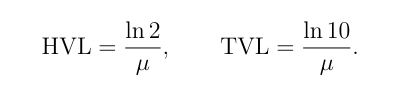 HVL = ln 2 / μ, TVL = ln 10 / μ.